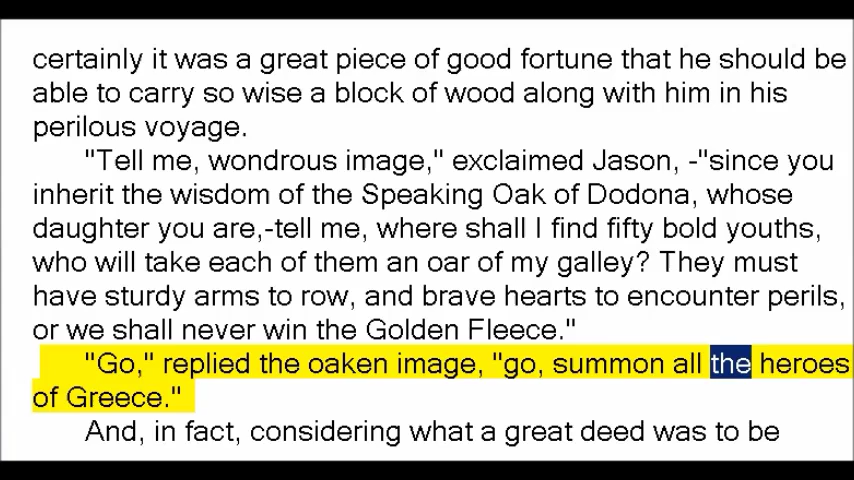 certainly it was a great piece of good fortune that he should be
able to carry so wise a block of wood along with him in his
perilous voyage.
"Tell me, wondrous image," exclaimed Jason, -"since you
inherit the wisdom of the Speaking Oak of Dodona, whose
daughter you are,-tell me, where shall I find fifty bold youths,
who will take each of them an oar of my galley? They must
have sturdy arms to row, and brave hearts to encounter perils,
or we shall never win the Golden Fleece."
"Go," replied the oaken image, "go, summon all the heroes
of Greece."
And, in fact, considering what a great deed was to be